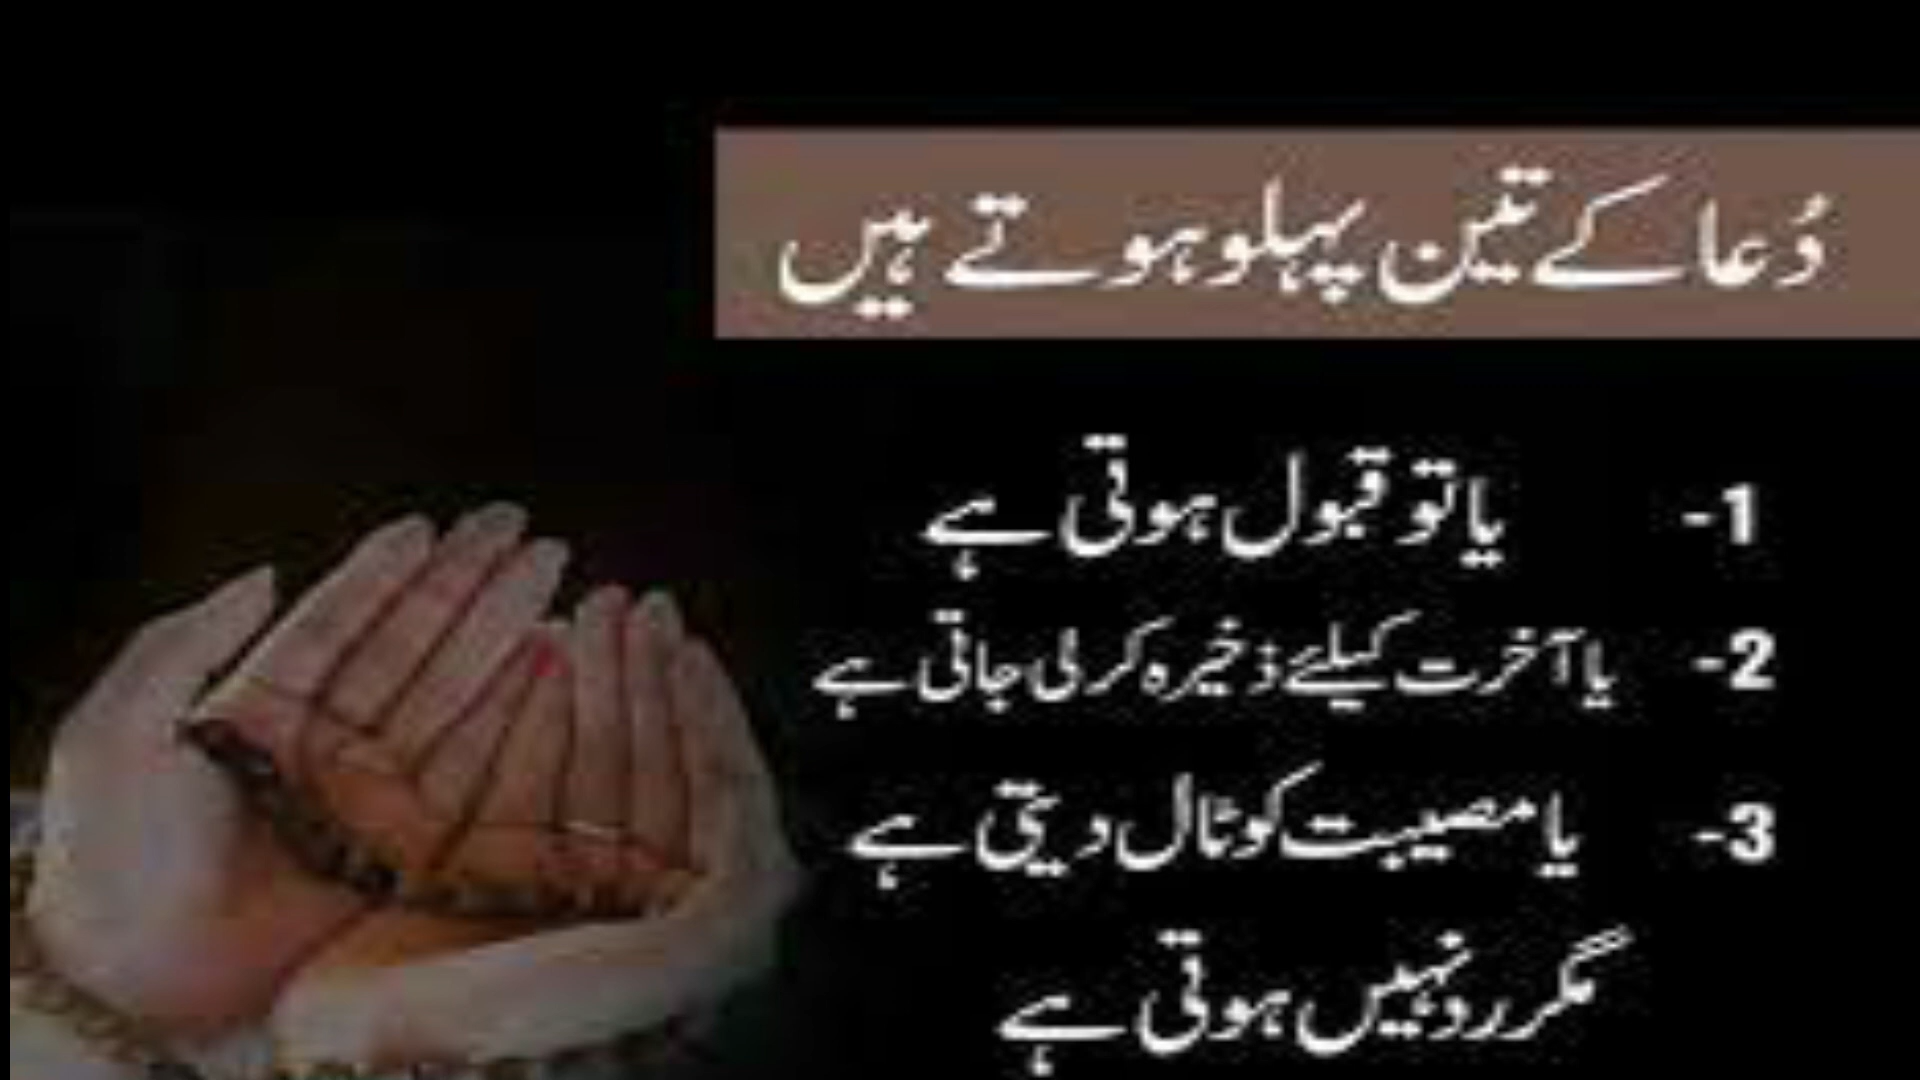 دُعا کے تین پہلو ہوتے ہیں
1- یا تو قبول ہوتی ہے
2- یا آخرت کیلئے ذخیرہ کر لی جاتی ہے
3- یا مصیبت کو ٹال دیتی ہے
مگر رد نہیں ہوتی ہے